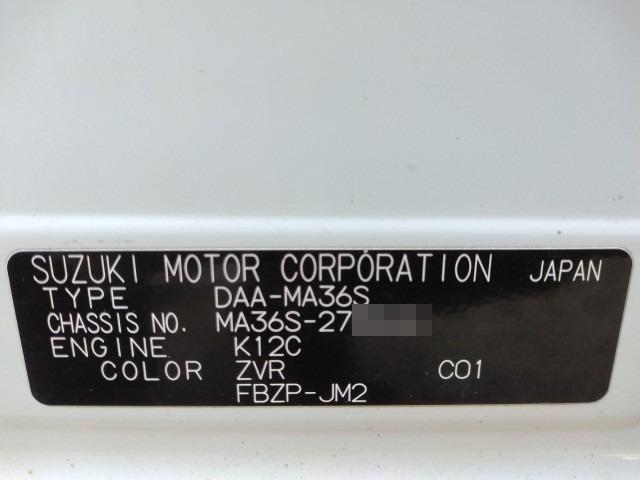 SUZUKI MOTOR CORPORATION JAPAN
TYPE DAA-MA36S
CHASSIS NO. MA36S-27
ENGINE K12C
COLOR ZVR C01
FBZP-JM2